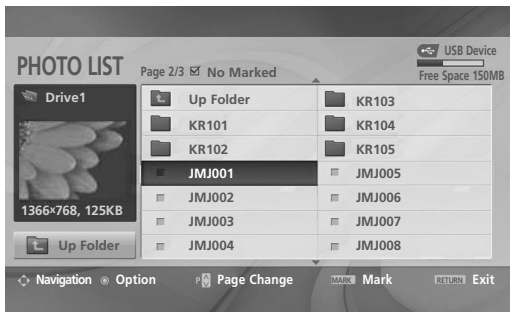 USB Device
PHOTO LIST
Page 2/3 No Marked
Free Space 150MB
Drive1
1366×768, 125KB
Up Folder
Up Folder
KR101
KR102
JMJ001
JMJ002
JMJ003
JMJ004
KR103
KR104
KR105
JMJ005
JMJ006
JMJ007
JMJ008
Navigation Option P Page Change MARK Mark RETURN Exit